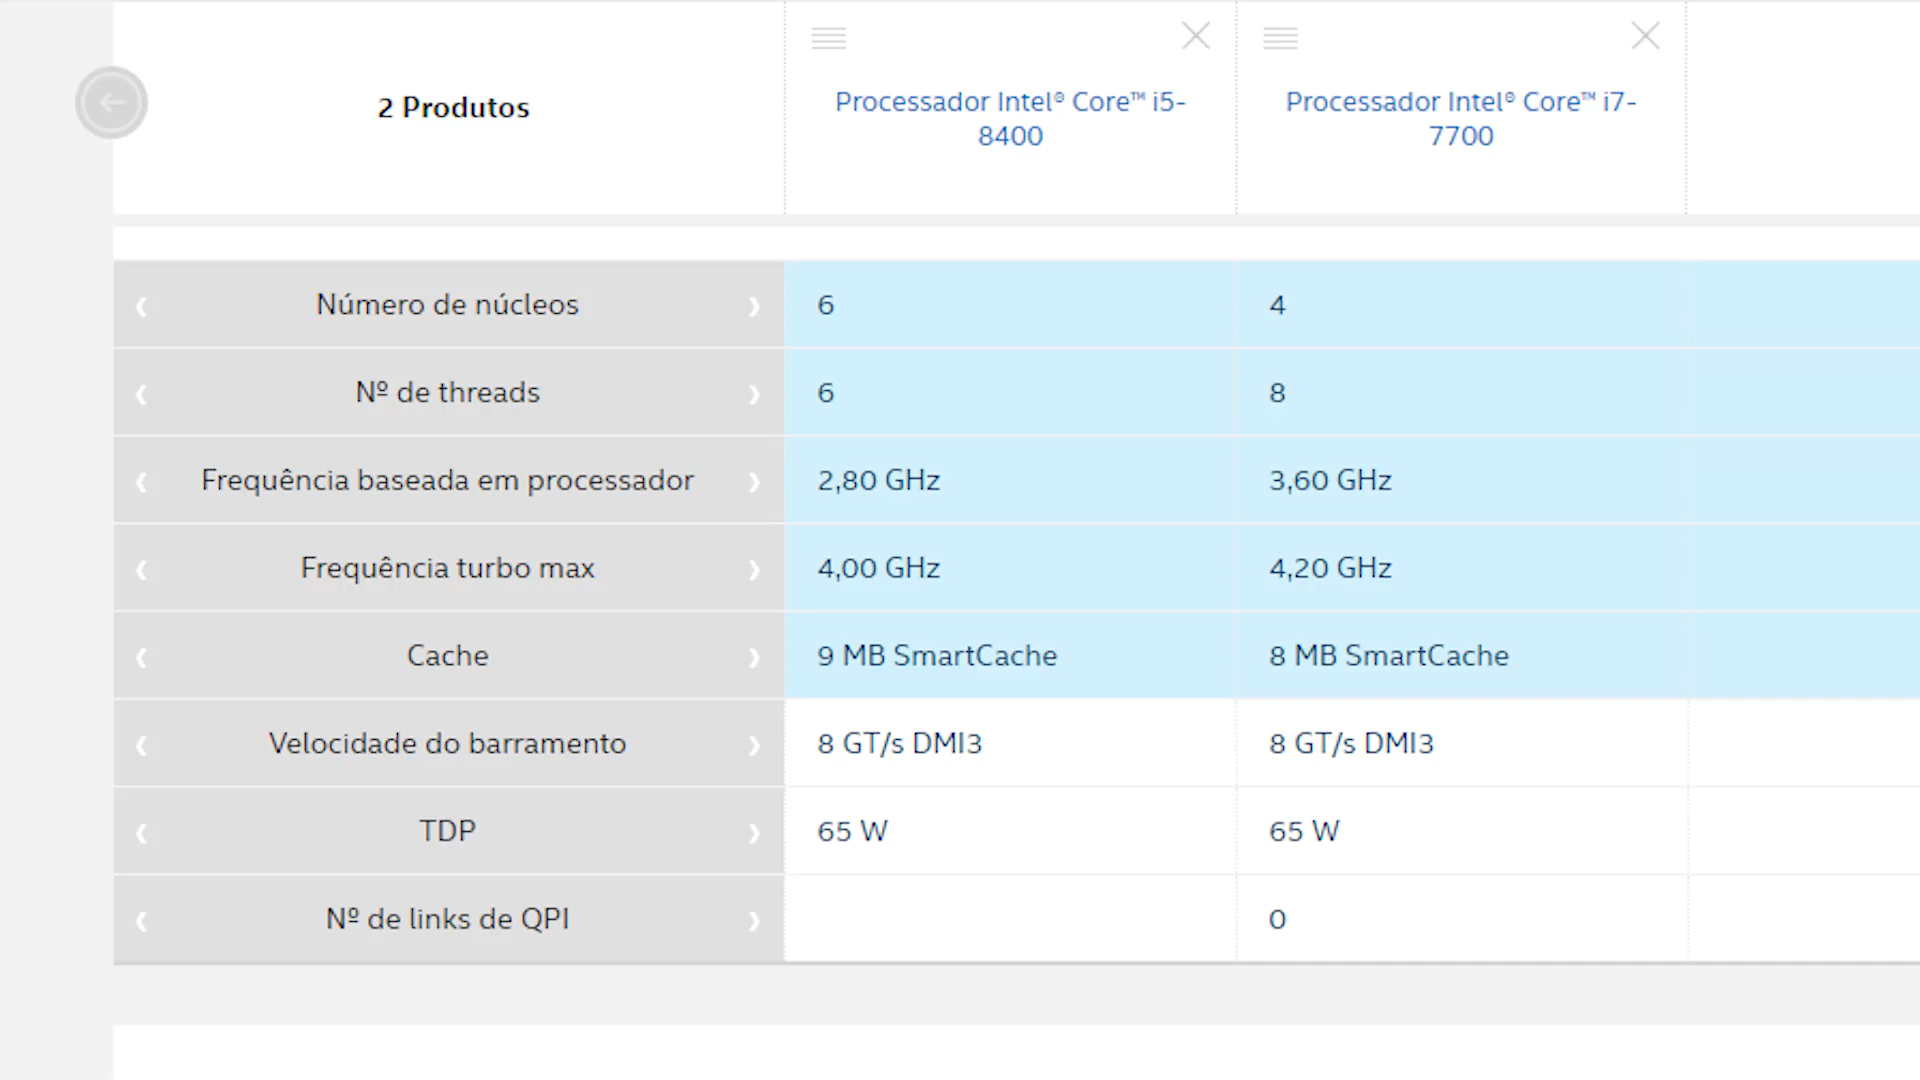 2 Produtos
Processador Intel® Core™ i5-
8400
Processador Intel® Core™ i7-
7700
Número de núcleos 6 4
Nº de threads 6 8
Frequência baseada em processador 2,80 GHz 3,60 GHz
Frequência turbo max 4,00 GHz 4,20 GHz
Cache 9 MB SmartCache 8 MB SmartCache
Velocidade do barramento 8 GT/s DMI3 8 GT/s DMI3
TDP 65 W 65 W
Nº de links de QPI 0